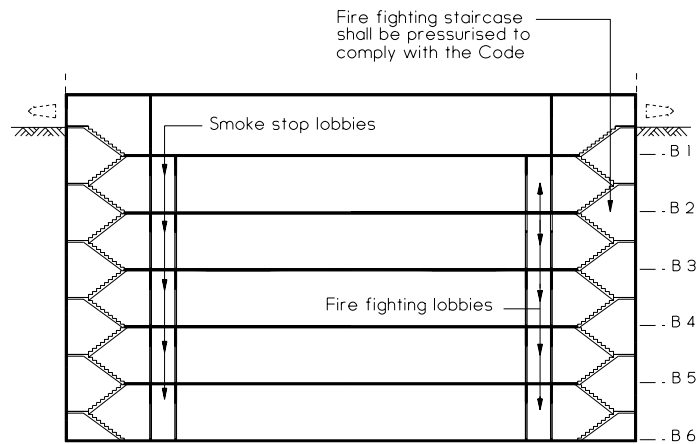 Fire fighting staircase
shall be pressurised to
comply with the Code
Smoke stop lobbies
B 1
B 2
B 3
Fire fighting lobbies
B 4
B 5
B 6